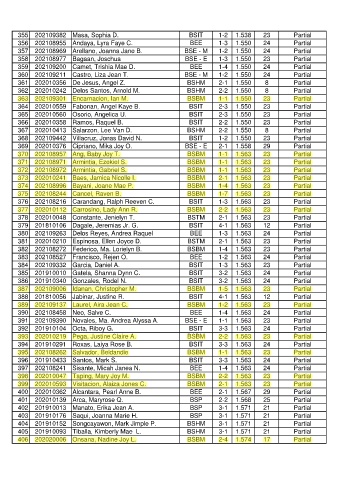 355 202109382 Masa, Sophia D. BSIT 1-2 1.538 23 Partial
356 202108955 Andaya, Lyra Faye C. BEE 1-3 1.550 24 Partial
357 202108969 Arellano, Joanna Jane B. BSE - M 1-2 1.550 24 Partial
358 202108977 Bagsan, Joschua BSE - E 1-3 1.550 23 Partial
359 202109200 Camet, Trishia Mae D. BEE 1-4 1.550 24 Partial
360 202109211 Castro, Liza Jean T. BSE - M 1-2 1.550 24 Partial
361 202010356 De Jesus, Angel Z. BSHM 2-1 1.550 8 Partial
362 202010242 Delos Santos, Arnold M. BSHM 2-2 1.550 8 Partial
363 202109301 Encarnacion, Ian M. BSBM 1-1 1.550 23 Partial
364 202010559 Fabonan, Angel Kaye B. BSIT 2-3 1.550 23 Partial
365 202010560 Osorio, Angelica U. BSIT 2-3 1.550 23 Partial
366 202010358 Ramos, Raquel B. BSIT 2-2 1.550 23 Partial
367 202010413 Salarzon, Lee Van D. BSHM 2-2 1.550 8 Partial
368 202109442 Villacruz, Jonas David N. BSIT 1-2 1.550 23 Partial
369 202010376 Cipriano, Mika Joy O. BSE - E 2-1 1.558 29 Partial
370 202108957 Ang, Baby Joy T. BSBM 1-1 1.563 23 Partial
371 202108971 Armintia, Ezekiel S. BSBM 1-1 1.563 23 Partial
372 202108972 Armintia, Gabriel S. BSBM 1-1 1.563 23 Partial
373 202010241 Baes, Jamica Nicole I. BSBM 2-1 1.563 23 Partial
374 202108996 Bayani, Joane Mae P. BSBM 1-4 1.563 23 Partial
375 202108244 Cancel, Raven B. BSBM 1-7 1.563 23 Partial
376 202108216 Carandang, Ralph Reeven C. BSIT 1-3 1.563 23 Partial
377 202010112 Carrosino, Lady Ann R. BSBM 2-2 1.563 23 Partial
378 202010048 Constante, Jenielyn T. BSTM 2-1 1.563 23 Partial
379 201810106 Dagale, Jeremias Jr. G. BSIT 4-1 1.563 12 Partial
380 202109263 Delos Reyes, Andrea Raquel BEE 1-3 1.563 24 Partial
381 202010210 Espinosa, Ellen Joyce D. BSTM 2-1 1.563 23 Partial
382 202108272 Federico, Ma. Lorielyn B. BSBM 1-4 1.563 23 Partial
383 202108527 Francisco, Rejen O. BEE 1-2 1.563 24 Partial
384 202109332 Garcia, Daniel A. BSIT 1-3 1.563 23 Partial
385 201910010 Gatela, Shanna Dyrin C. BSIT 3-2 1.563 24 Partial
386 201910340 Gonzales, Rodel N. BSIT 3-2 1.563 24 Partial
387 202109006 Idanan, Christopher M. BSBM 1-5 1.563 23 Partial
388 201810056 Jabinar, Justine R. BSIT 4-1 1.563 12 Partial
389 202109137 Laurel, Aira Jean C. BSBM 1-2 1.563 23 Partial
390 202108458 Neo, Salve C. BEE 1-4 1.563 24 Partial
391 202109390 Novales, Ma. Andrea Alyssa A. BSE - E 1-1 1.563 23 Partial
392 201910104 Octa, Riboy G. BSIT 3-3 1.563 24 Partial
393 202010219 Pega, Justine Claire A. BSBM 2-2 1.563 23 Partial
394 201910291 Roxas, Laiya Rose B. BSIT 3-3 1.563 24 Partial
395 202108262 Salvador, Beldandie BSBM 1-1 1.563 23 Partial
396 201910433 Santos, Mark S. BSIT 3-3 1.563 24 Partial
397 202108241 Sesante, Micah Janea N. BEE 1-4 1.563 24 Partial
398 202010047 Taping, Mary Joy M. BSBM 2-2 1.563 23 Partial
399 202010593 Visitacion, Alaiza Jones C. BSBM 2-1 1.563 23 Partial
400 202010362 Alcantara, Pearl Anne B. BEE 2-1 1.567 29 Partial
401 202010139 Arca, Maryrose Q. BSP 2-2 1.568 25 Partial
402 201910013 Manato, Erika Jean A. BSP 3-1 1.571 21 Partial
403 201910176 Saqui, Joanna Marie H. BSP 3-1 1.571 21 Partial
404 201910152 Songcayawon, Mark Jimple P. BSHM 3-1 1.571 21 Partial
405 201910093 Tiballa, Kimberly Mae L. BSHM 3-1 1.571 21 Partial
406 202020006 Onsana, Nadine Joy L. BSBM 2-4 1.574 17 Partial